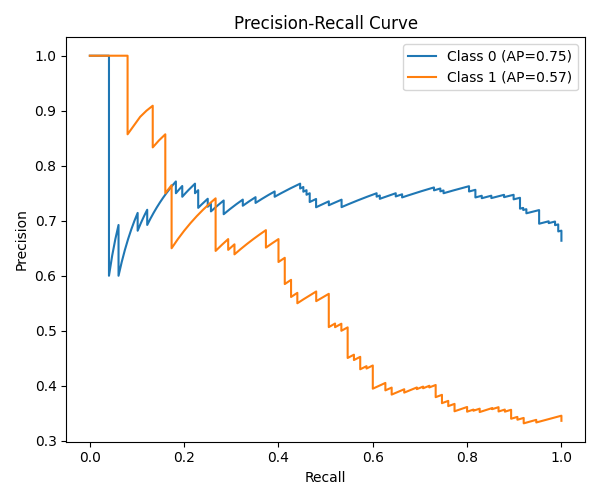 Precision-Recall Curve
Class 0 (AP=0.75)
Class 1 (AP=0.57)
1.0
0.9
0.8
0.7
0.6
0.5
0.4
0.3
Precision
0.0 0.2 0.4 0.6 0.8 1.0
Recall